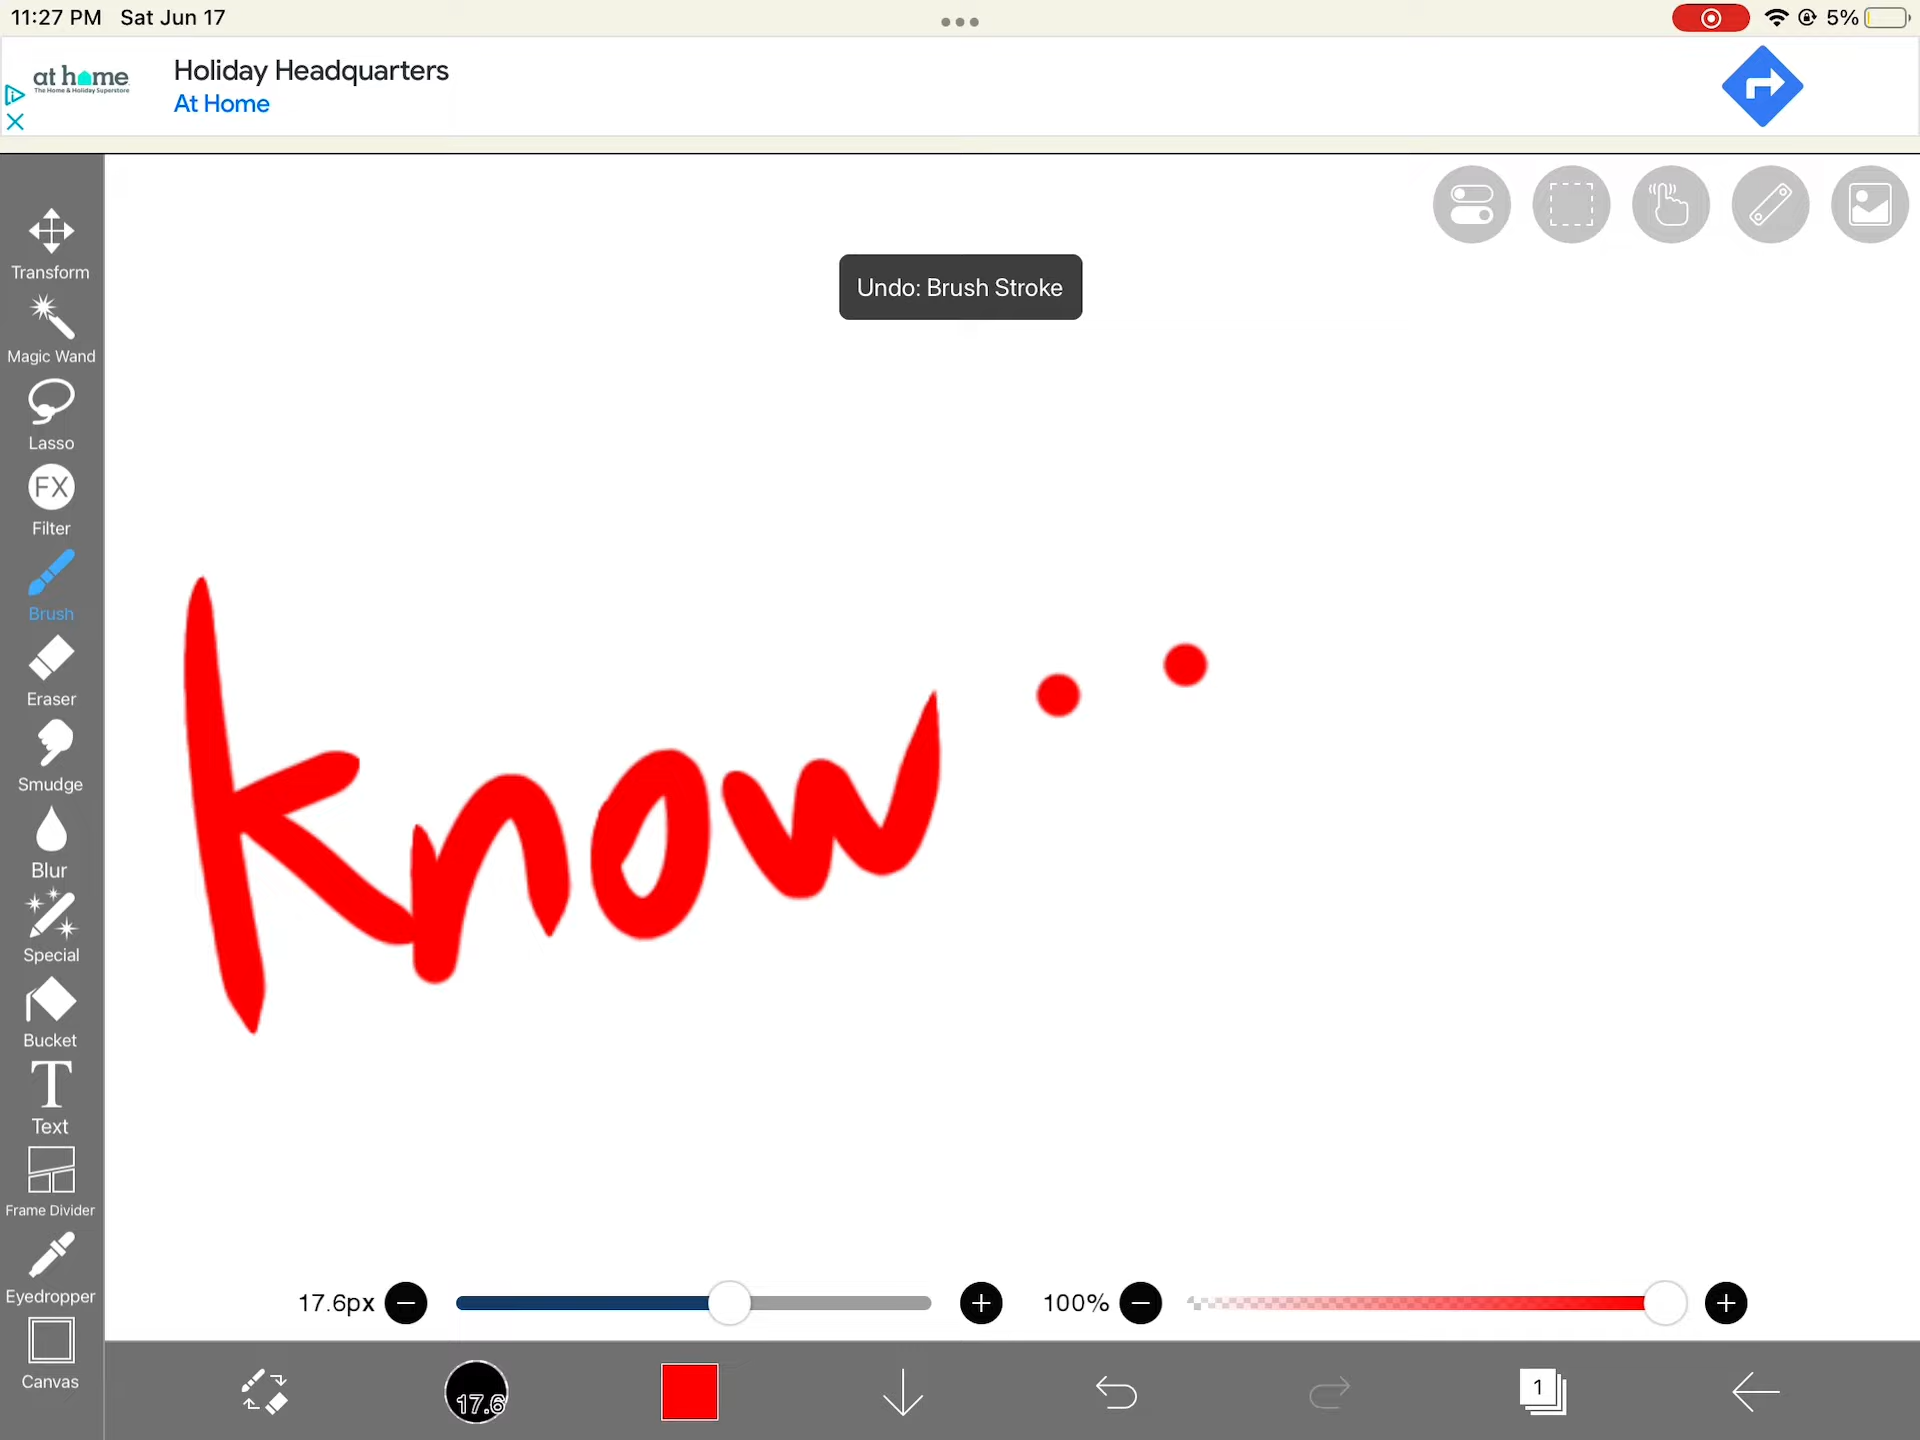 11:27 PM Sat Jun 17 5%
at home
The Home & Holiday Superstore
Holiday Headquarters
At Home
Undo: Brush Stroke
Transform
Magic Wand
Lasso
FX
Filter
Brush
Eraser
Smudge
Blur
Special
Bucket
T
Text
Frame Divider
Eyedropper
Canvas
know..
17.6px 100%
17.6 1